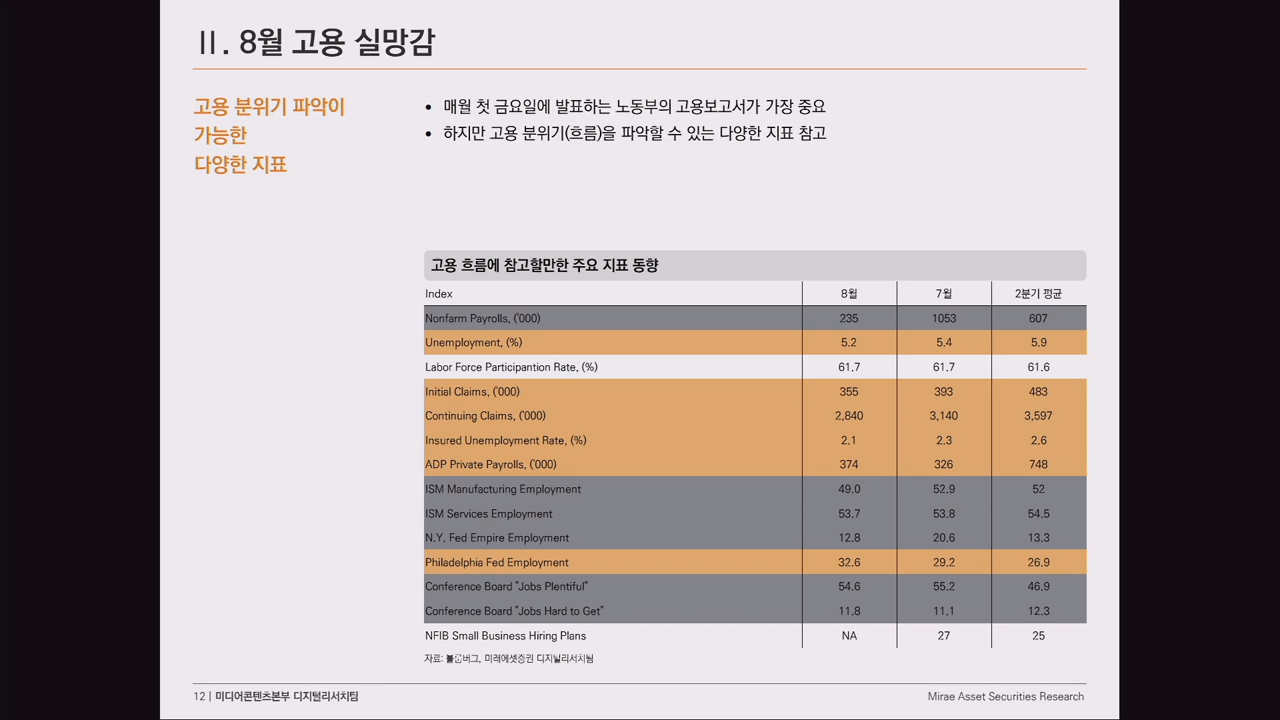 Ⅱ. 8월 고용 실망감
고용 분위기 파악이
가능한
다양한 지표
• 매월 첫 금요일에 발표하는 노동부의 고용보고서가 가장 중요
• 하지만 고용 분위기(흐름)을 파악할 수 있는 다양한 지표 참고
고용 흐름에 참고할만한 주요 지표 동향
Index 8월 7월 2분기 평균
Nonfarm Payrolls, ('000) 235 1053 607
Unemployment, (%) 5.2 5.4 5.9
Labor Force Participantion Rate, (%) 61.7 61.7 61.6
Initial Claims, ('000) 355 393 483
Continuing Claims, ('000) 2,840 3,140 3,597
Insured Unemployment Rate, (%) 2.1 2.3 2.6
ADP Private Payrolls, ('000) 374 326 748
ISM Manufacturing Employment 49.0 52.9 52
ISM Services Employment 53.7 53.8 54.5
N.Y. Fed Empire Employment 12.8 20.6 13.3
Philadelphia Fed Employment 32.6 29.2 26.9
Conference Board "Jobs Plentiful" 54.6 55.2 46.9
Conference Board "Jobs Hard to Get" 11.8 11.1 12.3
NFIB Small Business Hiring Plans NA 27 25
자료: 블룸버그, 미래에셋증권 디지털리서치팀
12 | 미디어콘텐츠본부 디지털리서치팀
Mirae Asset Securities Research